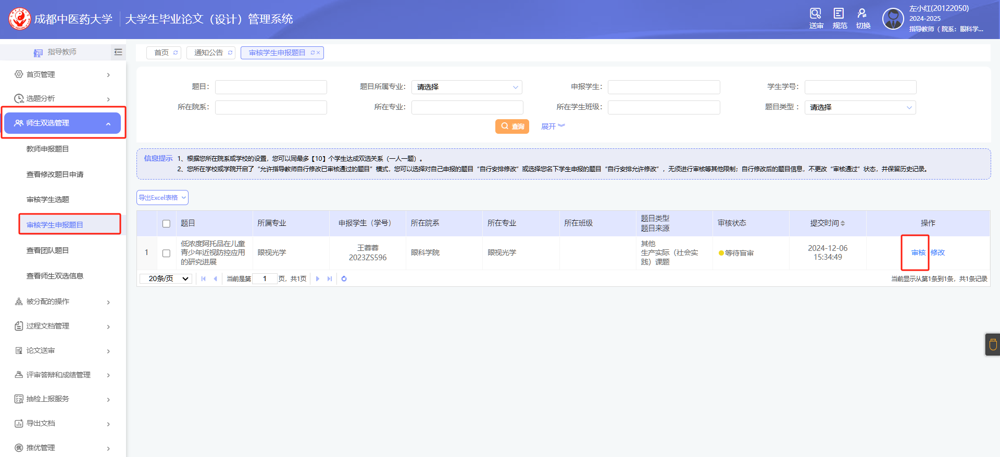 成都中医药大学 大学生毕业论文（设计）管理系统
送审 规范 切换
左小红(20122050)
2024-2025
指导教师（ 院系：眼科学...
指导教师
首页管理
选题分析
师生双选管理
教师申报题目
查看修改题目申请
审核学生选题
审核学生申报题目
查看团队题目
查看师生双选信息
被分配的操作
过程文档管理
论文送审
评审答辩和成绩管理
抽检上报服务
导出文档
推优管理
首页 通知公告 审核学生申报题目
题目： 题目所属专业： 请选择 申报学生： 学生学号：
所在院系： 所在专业： 所在学生班级： 题目类型 ： 请选择
查询 展开
信息提示 1、根据您所在院系或学校的设置，您可以同最多【10】个学生达成双选关系（一人一题）。
2、您所在学校或学院开启了“允许指导教师自行修改已审核通过的题目”模式，您可以选择对自己申报的题目“自行安排修改”或选择您名下学生申报的题目“自行安排允许修改”，无须进行审核等其他限制；自行修改后的题目信息，不更改“审核通过”状态，并保留历史记录。
导出Excel表格
题目 所属专业 申报学生（学号） 所在院系 所在专业 所在班级 题目类型 审核状态 提交时间 操作
题目来源
1 低浓度阿托品在儿童 眼视光学 王蓉蓉 眼科学院 眼视光学 其他 等待盲审 2024-12-06 审核 修改
青少年近视防控应用 2023ZS596 生产实际（社会实 15:34:49
的研究进展 践）课题
20条/页 当前是第 1 页，共1页 当前显示从第1条到1条，共1条记录